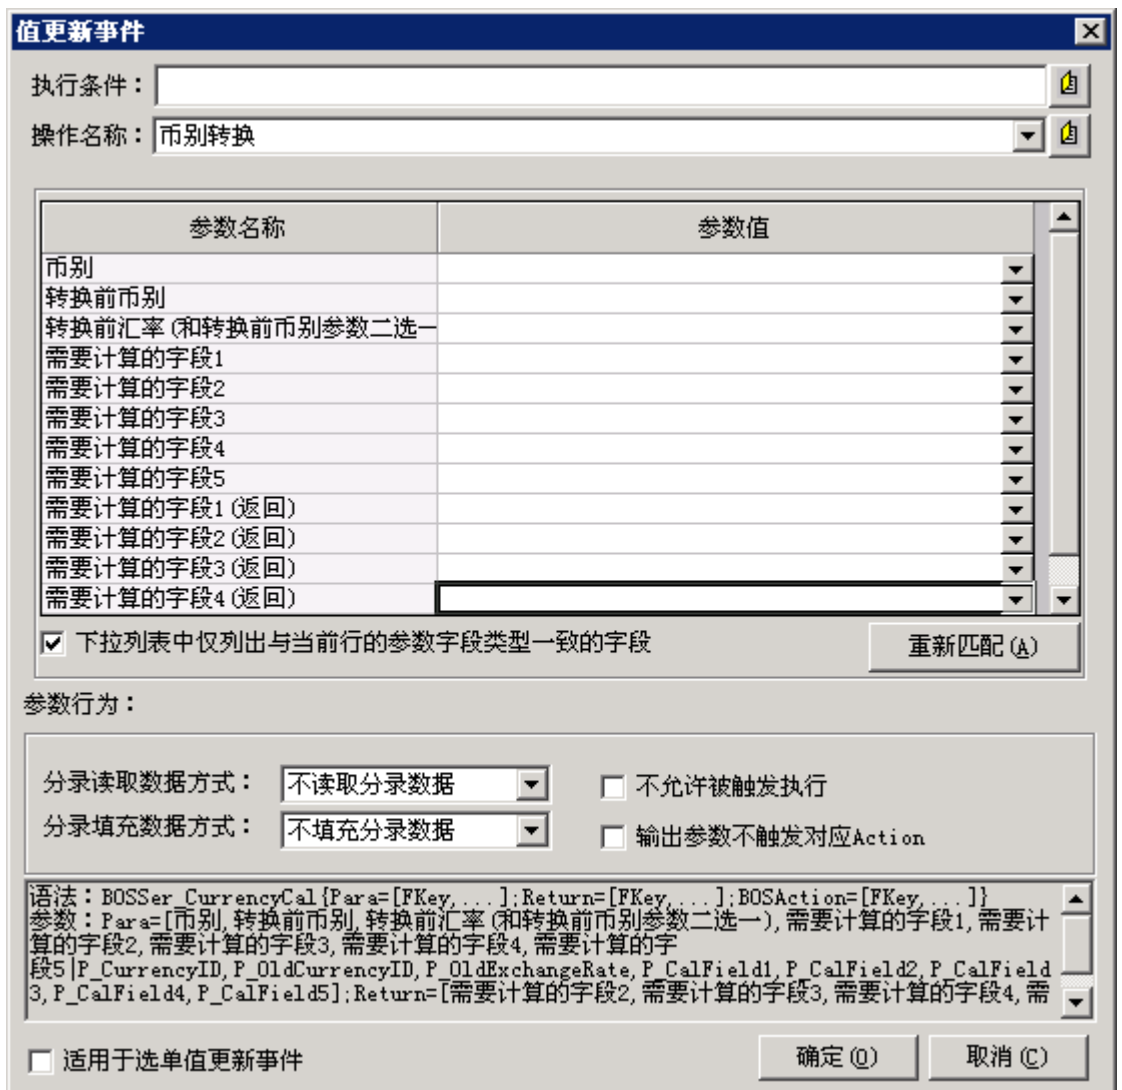 值更新事件
执行条件：
操作名称：币别转换
参数名称 参数值
币别
转换前币别
转换前汇率(和转换前币别参数二选一
需要计算的字段1
需要计算的字段2
需要计算的字段3
需要计算的字段4
需要计算的字段5
需要计算的字段1(返回)
需要计算的字段2(返回)
需要计算的字段3(返回)
需要计算的字段4(返回)
下拉列表中仅列出与当前行的参数字段类型一致的字段 重新匹配(A)
参数行为：
分录读取数据方式：不读取分录数据 不允许被触发执行
分录填充数据方式：不填充分录数据 输出参数不触发对应Action
语法：BOSSer_CurrencyCal{Para=[FKey,...];Return=[FKey,...];BOSAction=[FKey,...]}
参数：Para=[币别,转换前币别,转换前汇率(和转换前币别参数二选一),需要计算的字段1,需要计
算的字段2,需要计算的字段3,需要计算的字段4,需要计算的字
段5|P_CurrencyID,P_OldCurrencyID,P_OldExchangeRate,P_CalField1,P_CalField2,P_CalField
3,P_CalField4,P_CalField5];Return=[需要计算的字段2,需要计算的字段3,需要计算的字段4,需
适用于选单值更新事件 确定(O) 取消(C)